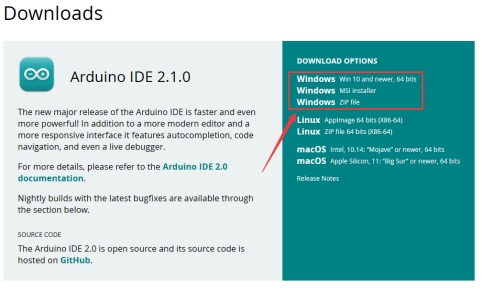 Downloads
Arduino IDE 2.1.0
The new major release of the Arduino IDE is faster and even
more powerful! In addition to a more modern editor and a
more responsive interface it features autocompletion, code
navigation, and even a live debugger.
For more details, please refer to the Arduino IDE 2.0
documentation.
Nightly builds with the latest bugfixes are available through
the section below.
SOURCE CODE
The Arduino IDE 2.0 is open source and its source code is
hosted on GitHub.
DOWNLOAD OPTIONS
Windows Win 10 and newer, 64 bits
Windows MSI installer
Windows ZIP file
Linux AppImage 64 bits (X86-64)
Linux ZIP file 64 bits (X86-64)
macOS Intel, 10.14: "Mojave" or newer, 64 bits
macOS Apple Silicon, 11: "Big Sur" or newer, 64 bits
Release Notes